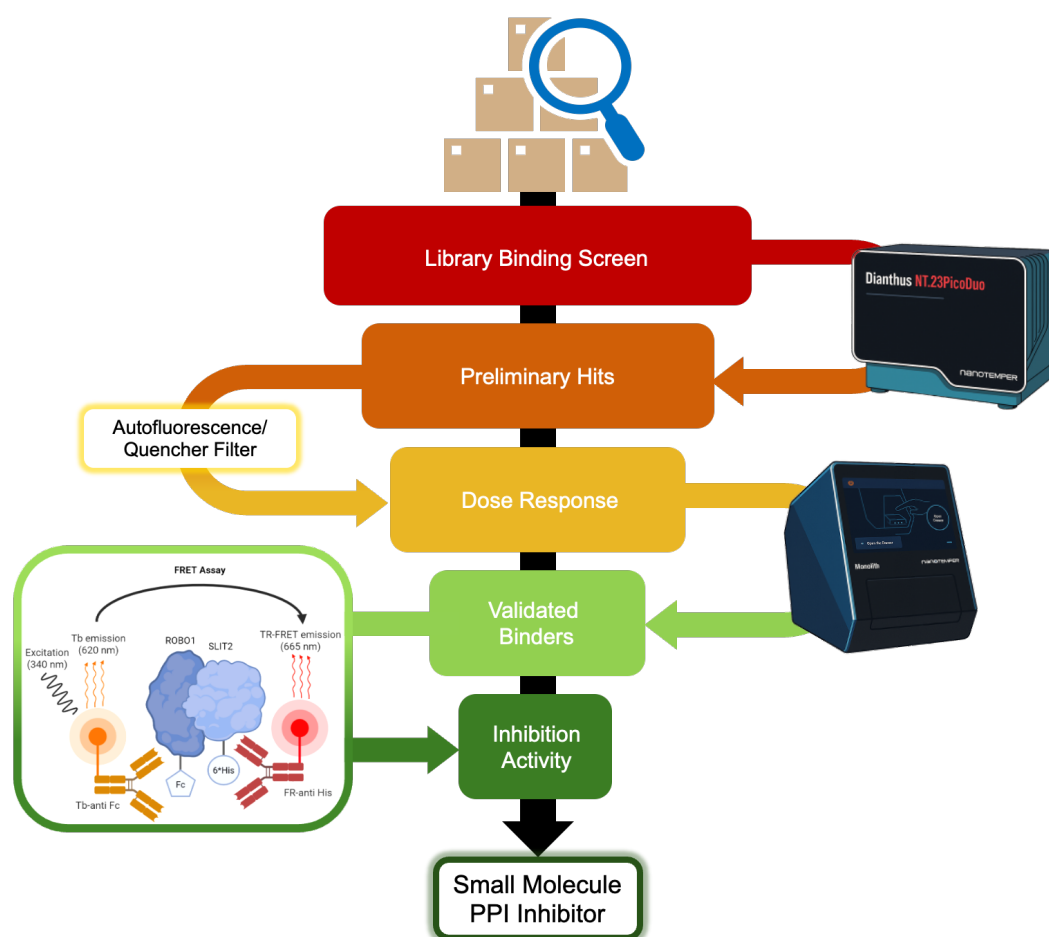 Library Binding Screen
Dianthus NT.23PicoDuo
nanotemper
Preliminary Hits
Autofluorescence/
Quencher Filter
Dose Response
Monolith
nanotemper
Validated
Binders
FRET Assay
Tb emission
(620 nm)
Excitation
(340 nm)
ROBO1
SLIT2
TR-FRET emission
(665 nm)
Fc
6*His
Tb-anti Fc
FR-anti His
Inhibition
Activity
Small Molecule
PPI Inhibitor